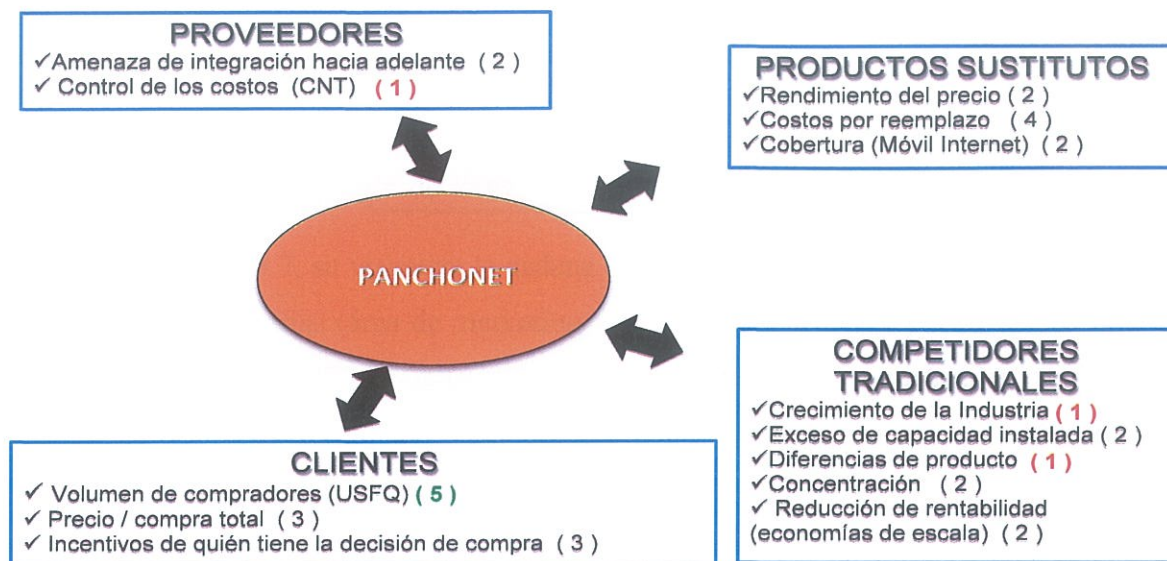 PROVEEDORES
✓Amenaza de integración hacia adelante ( 2 )
✓ Control de los costos (CNT) ( 1 )
PRODUCTOS SUSTITUTOS
✓Rendimiento del precio ( 2 )
✓Costos por reemplazo ( 4 )
✓Cobertura (Móvil Internet) ( 2 )
PANCHONET
COMPETIDORES
TRADICIONALES
✓Crecimiento de la Industria ( 1 )
✓Exceso de capacidad instalada ( 2 )
✓Diferencias de producto ( 1 )
✓Concentración ( 2 )
✓ Reducción de rentabilidad
(economías de escala) ( 2 )
CLIENTES
✓ Volumen de compradores (USFQ) ( 5 )
✓ Precio / compra total ( 3 )
✓ Incentivos de quién tiene la decisión de compra ( 3 )